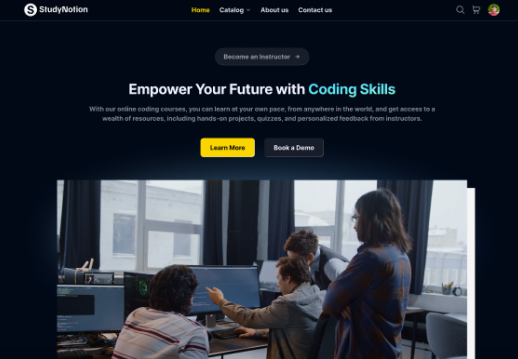 StudyNotion
Home Catalog About us Contact us
Become an Instructor
Empower Your Future with Coding Skills
With our online coding courses, you can learn at your own pace, from anywhere in the world, and get access to a
wealth of resources, including hands-on projects, quizzes, and personalized feedback from instructors.
Learn More
Book a Demo